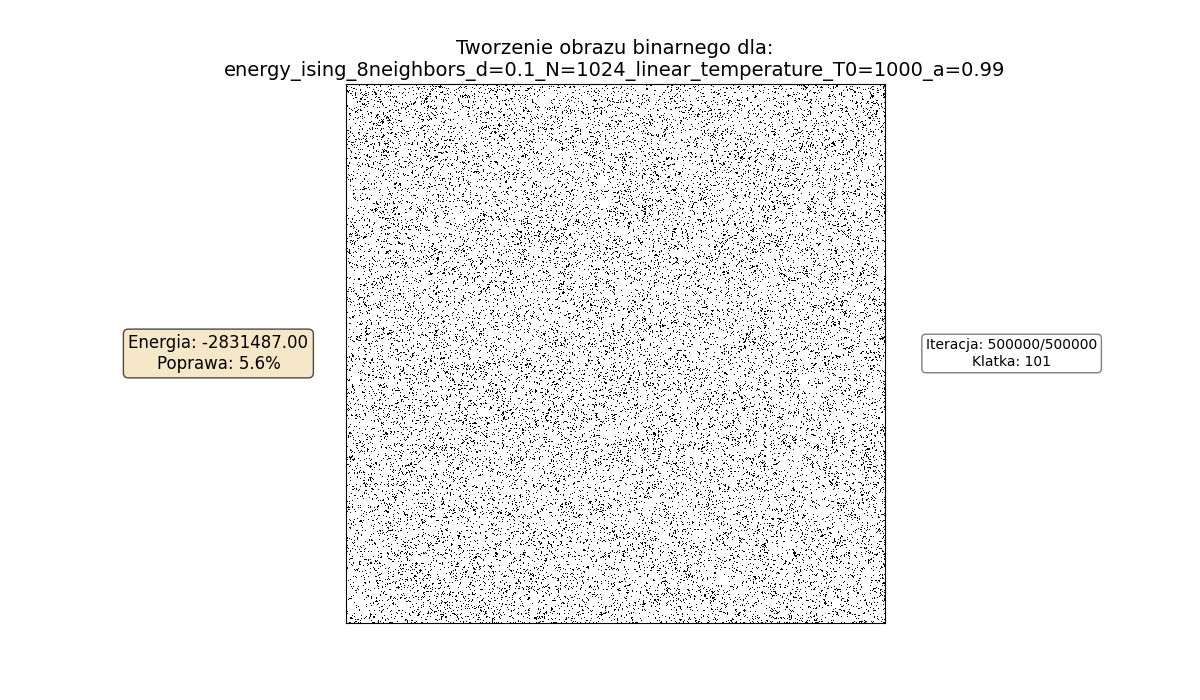 Tworzenie obrazu binarnego dla:
energy_ising_8neighbors_d=0.1_N=1024_linear_temperature_T0=1000_a=0.99
Energia: -2831487.00
Poprawa: 5.6%
Iteracja: 500000/500000
Klatka: 101